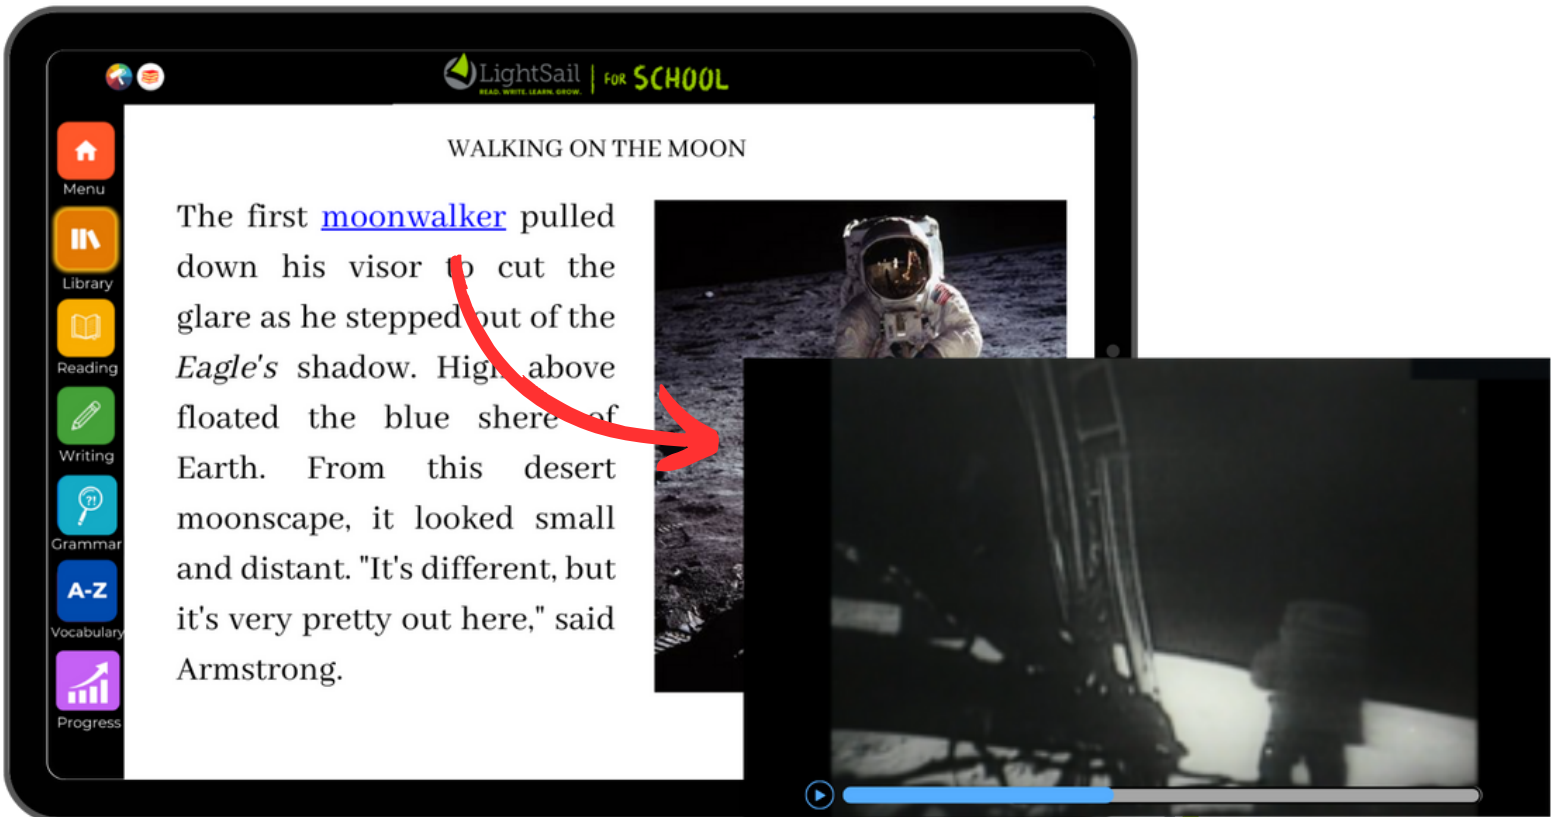 LightSail
READ. WRITE. LEARN. GROW.
FOR SCHOOL
Menu
Library
Reading
Writing
?!
Grammar
A-Z
Vocabulary
Progress
WALKING ON THE MOON
The first moonwalker pulled
down his visor to cut the
glare as he stepped out of the
Eagle's shadow. High above
floated the blue shere of
Earth. From this desert
moonscape, it looked small
and distant. "It's different, but
it's very pretty out here," said
Armstrong.